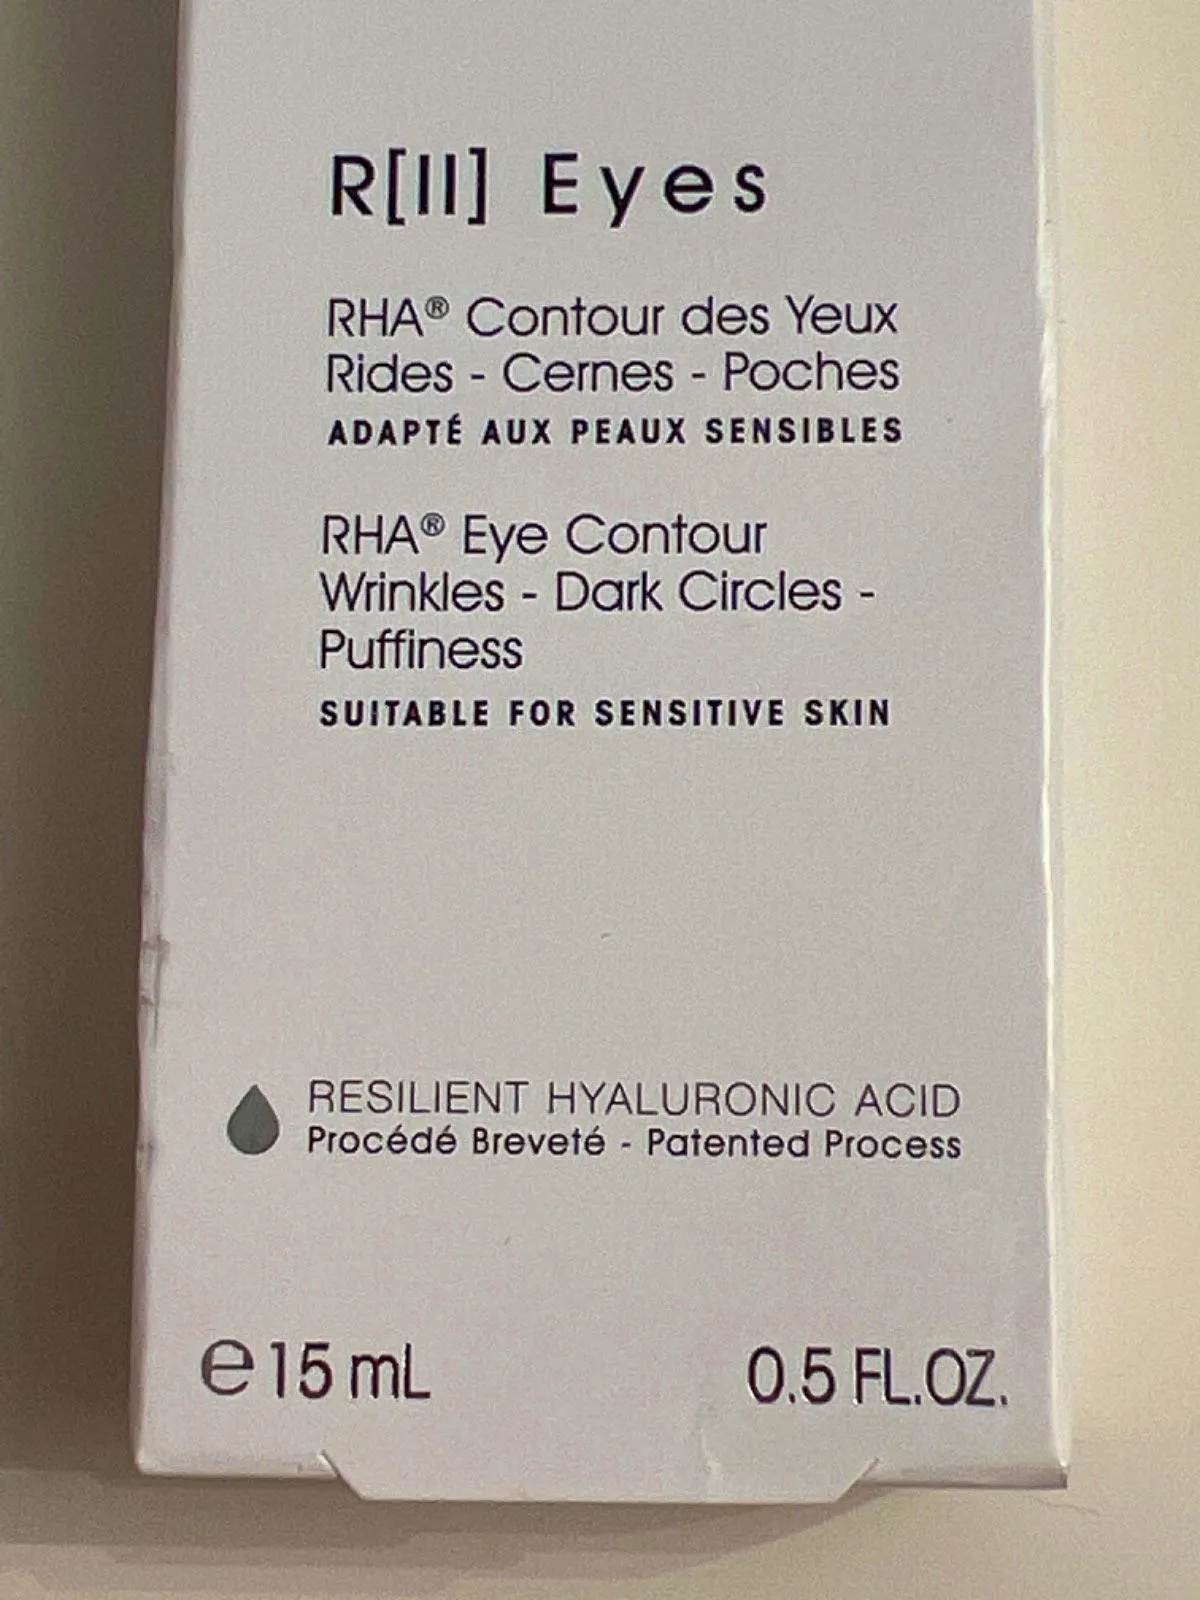 R[II] Eyes
RHA® Contour des Yeux
Rides - Cernes - Poches
ADAPTÉ AUX PEAUX SENSIBLES
RHA® Eye Contour
Wrinkles - Dark Circles -
Puffiness
SUITABLE FOR SENSITIVE SKIN
RESILIENT HYALURONIC ACID
Procédé Breveté - Patented Process
℮15 mL 0.5 FL.OZ.